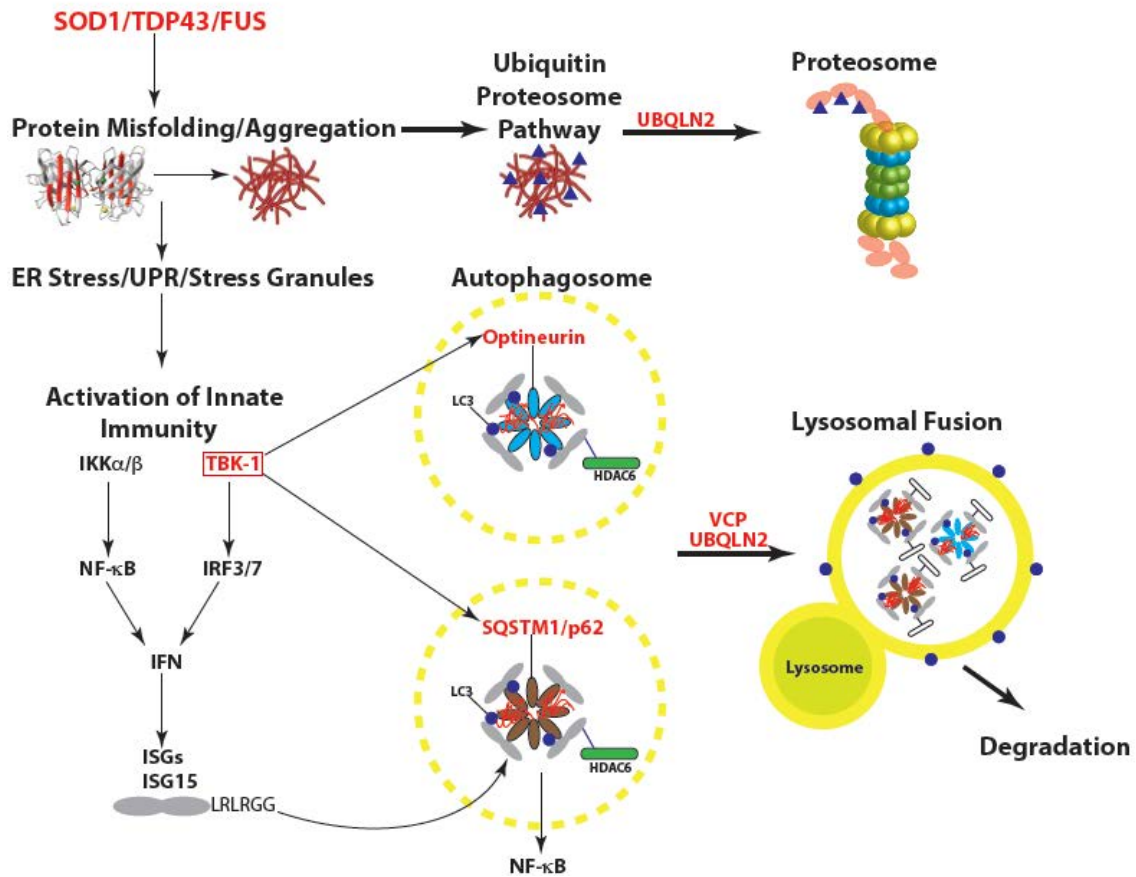 SOD1/TDP43/FUS
Protein Misfolding/Aggregation
Ubiquitin
Proteosome
Pathway
UBQLN2
Proteosome
ER Stress/UPR/Stress Granules
Autophagosome
Optineurin
LC3
HDAC6
Activation of Innate
Immunity
IKKα/β
TBK-1
NF-κB
IRF3/7
IFN
ISGs
ISG15
LRLRGG
SQSTM1/p62
LC3
HDAC6
NF-κB
VCP
UBQLN2
Lysosomal Fusion
Lysosome
Degradation